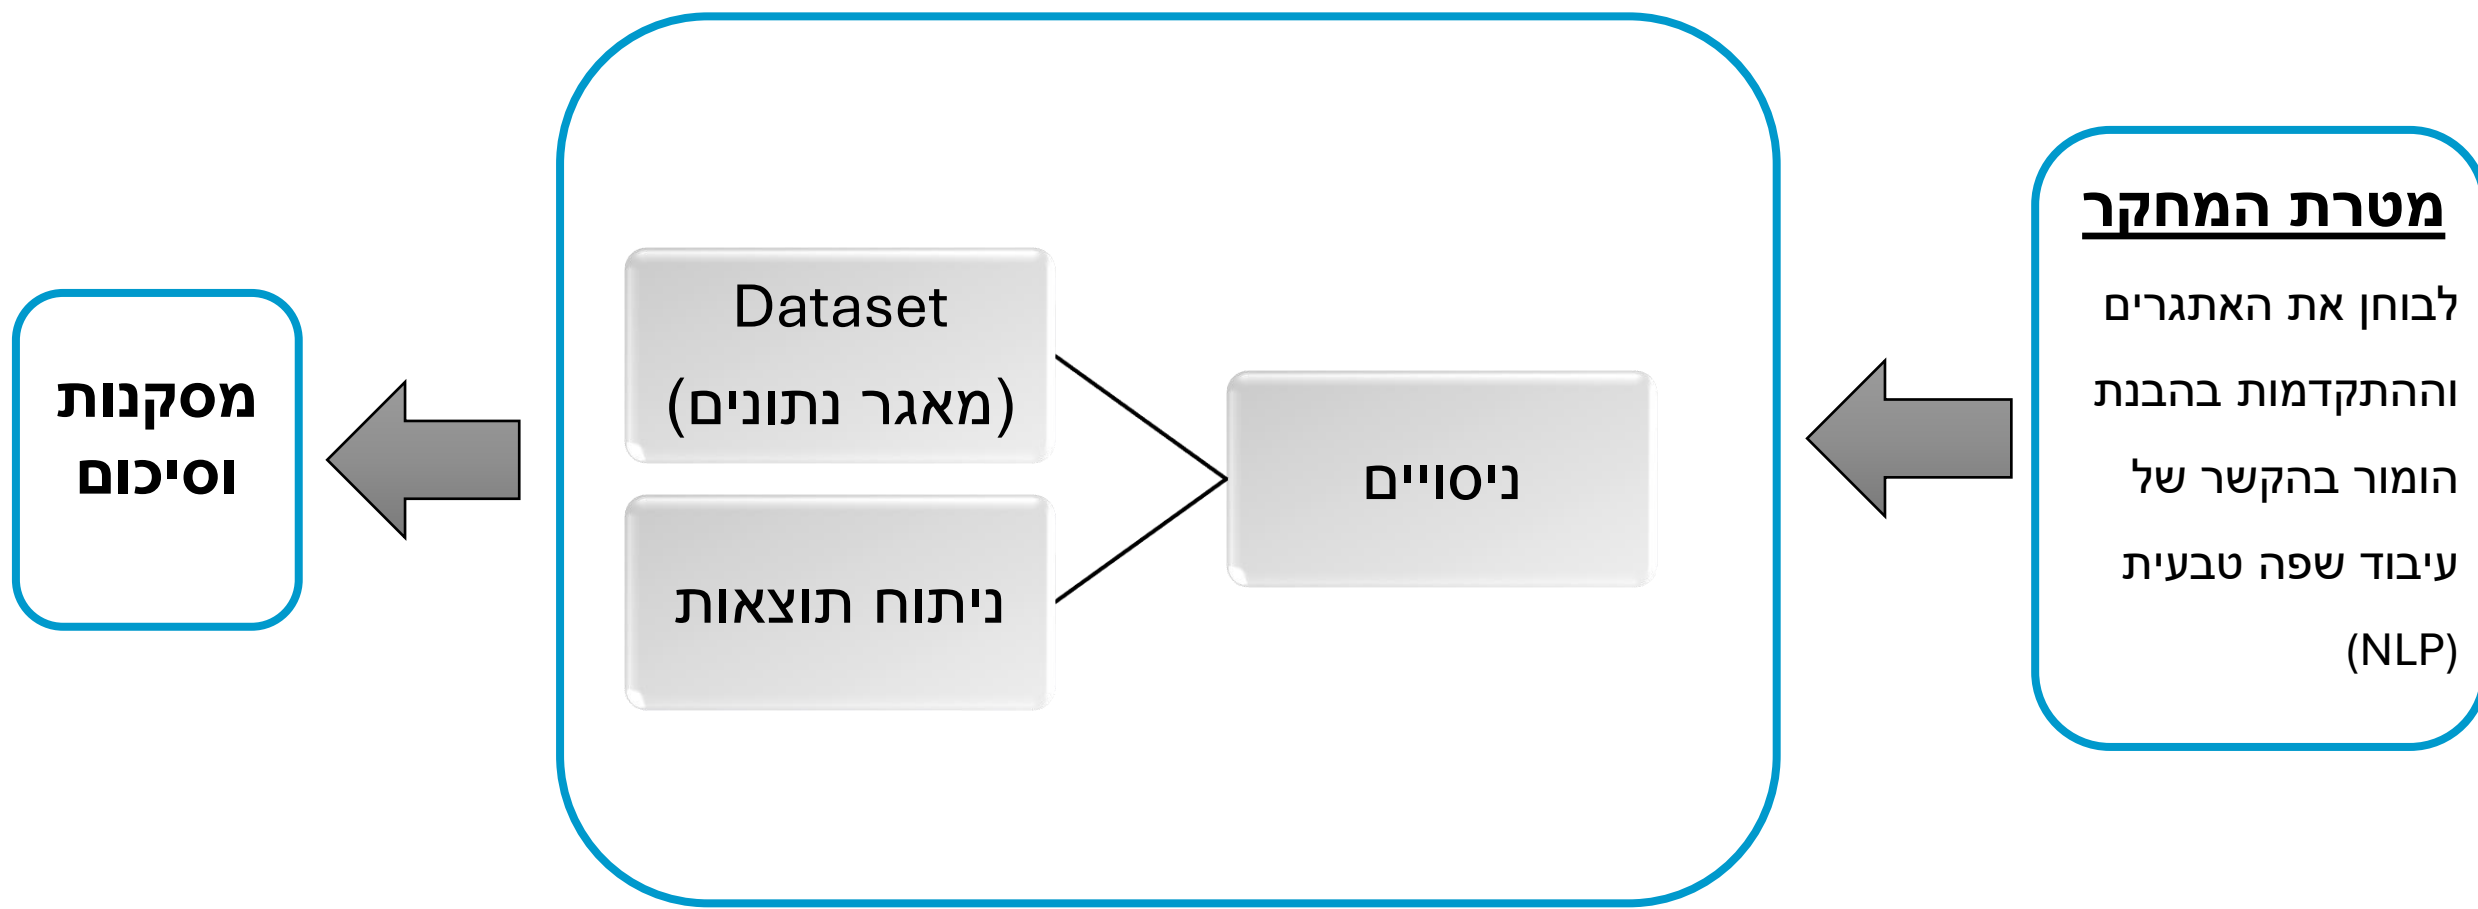 מטרת המחקר
לבוחן את האתגרים
וההתקדמות בהבנת
הומור בהקשר של
עיבוד שפה טבעית
(NLP)
ניסויים
Dataset
(מאגר נתונים)
ניתוח תוצאות
מסקנות
וסיכום